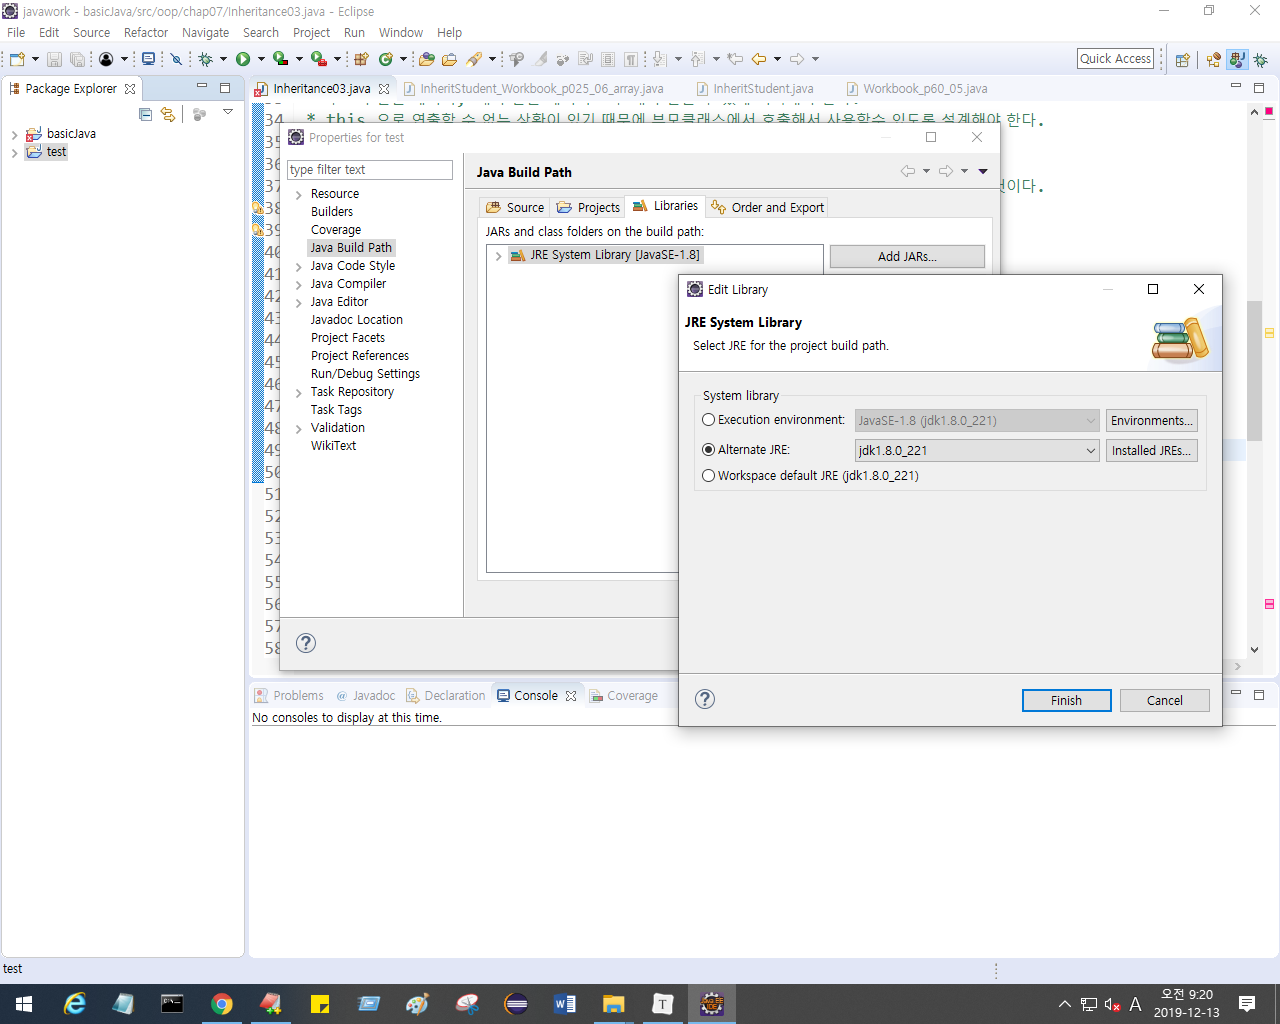 javawork - basicJava/src/oop/chap07/Inheritance03.java - Eclipse
File Edit Source Refactor Navigate Search Project Run Window Help
Quick Access
Package Explorer
Inheritance03.java InheritStudent_Workbook_p025_06_array.java InheritStudent.java Workbook_p60_05.java
basicJava
test
34 * this 으로 연출할 수 없는 상황이 있기 때문에 부모클래스에서 호출해서 사용할수 있도록 설계해야 한다.
35
36
37 것이다.
38
39
40
41
42
43
44
45
46
47
48
49
50
51
52
53
54
55
56
57
58
Properties for test
type filter text
Resource
Builders
Coverage
Java Build Path
Java Code Style
Java Compiler
Java Editor
Javadoc Location
Project Facets
Project References
Run/Debug Settings
Task Repository
Task Tags
Validation
WikiText
Java Build Path
Source Projects Libraries Order and Export
JARs and class folders on the build path:
JRE System Library [JavaSE-1.8]
Add JARs...
Edit Library
JRE System Library
Select JRE for the project build path.
System library
Execution environment: JavaSE-1.8 (jdk1.8.0_221) Environments...
Alternate JRE: jdk1.8.0_221 Installed JREs...
Workspace default JRE (jdk1.8.0_221)
Finish Cancel
Problems Javadoc Declaration Console Coverage
No consoles to display at this time.
test
A 오전 9:20
2019-12-13